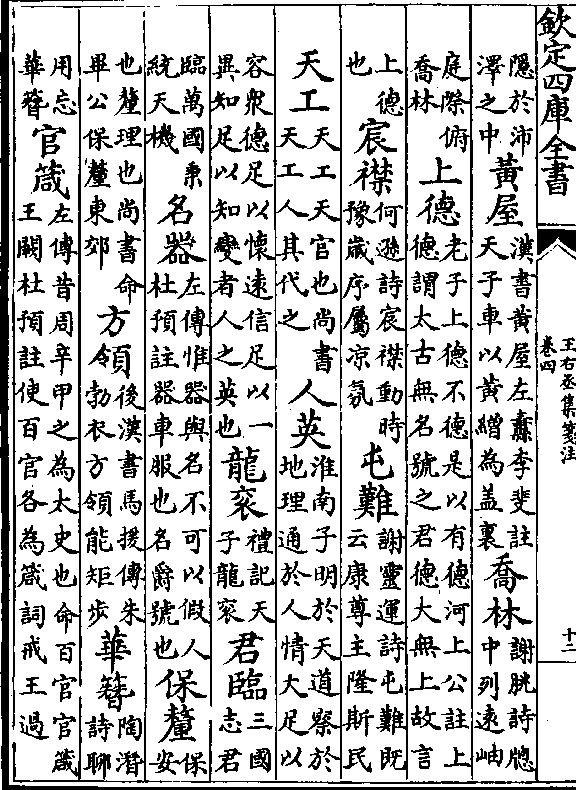 欽定四庫全書
王右丞集箋注
卷四
十二
隱於沛澤之中 黃屋 漢書黃屋左纛李斐註天子車以黃繒為盖裏 喬林 謝朓詩牕中列遠岫
庭際俯喬林 上德 老子上德不德是以有德河上公註上德謂太古無名號之君德大無上故言
上德也 宸襟 何遜詩宸襟動時豫歲序屬凉氛 屯難 謝靈運詩屯難既云康尊主隆斯民
天工 天工天官也尚書天工人其代之 人英 淮南子明於天道察於地理通於人情大足以
容衆德足以懷遠信足以一異知足以知變者人之英也 龍衮 禮記天子龍衮 君臨 三國志君
臨萬國秉統天機 名器 左傳惟器與名不可以假人杜預註器車服也名爵號也 保釐 保安
也釐理也尚書命畢公保釐東郊 方領 後漢書馬援傳朱勃衣方領能矩步 華簪 陶潛詩聊
用忘華簪 官箴 左傳昔周辛甲之為太史也命百官官箴王闕杜預註使百官各為箴詞戒王過